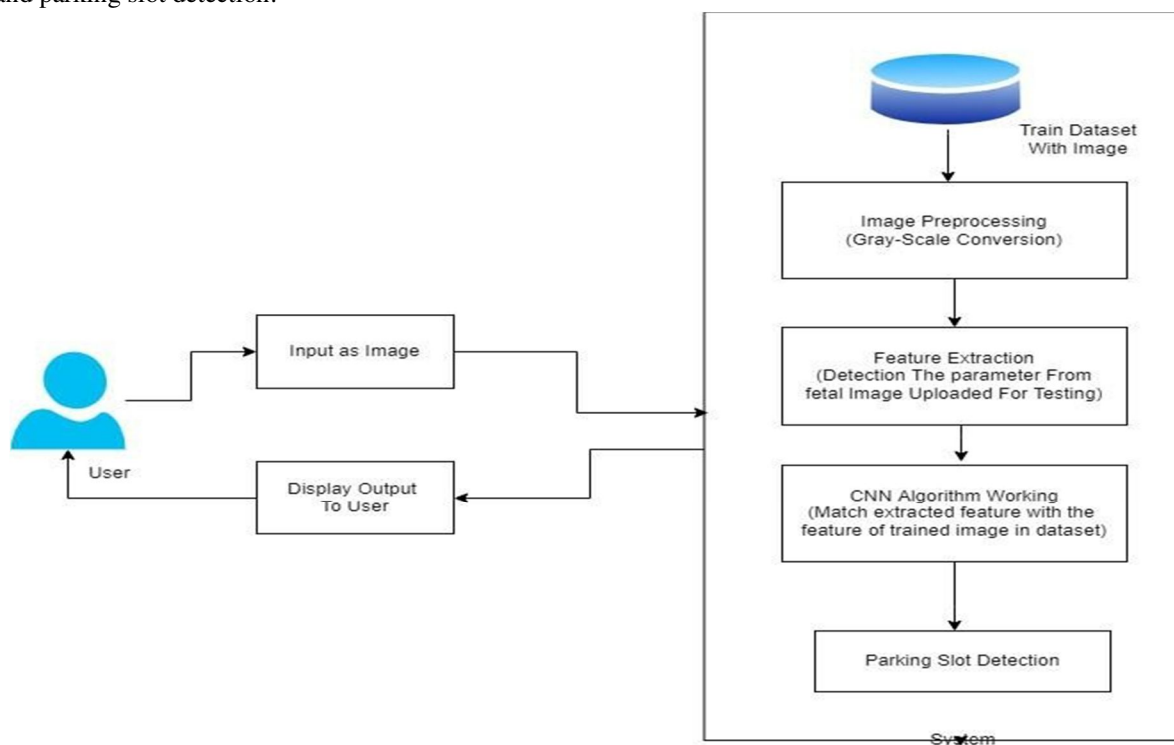 and parking slot detection.
Train Dataset
With Image
Image Preprocessing
(Gray-Scale Conversion)
Input as Image
Feature Extraction
(Detection The parameter From
fetal Image Uploaded For Testing)
User
Display Output
To User
CNN Algorithm Working
(Match extracted feature with the
feature of trained image in dataset)
Parking Slot Detection
System